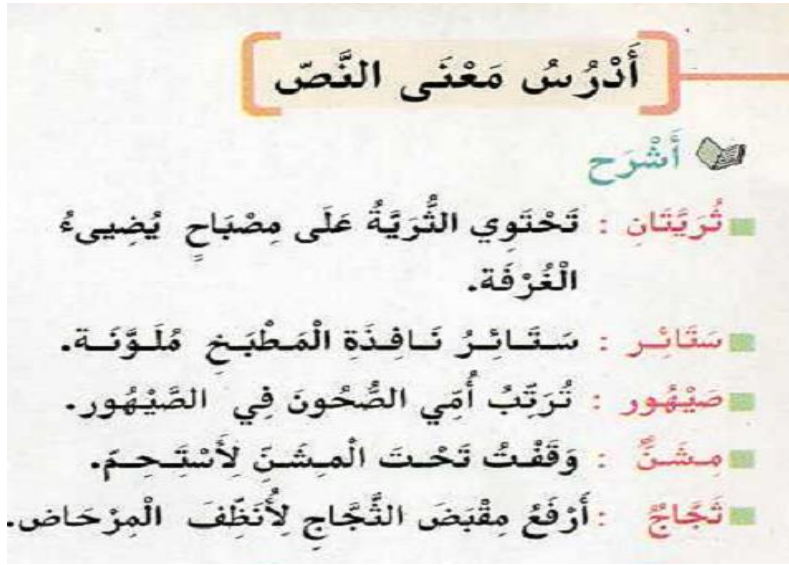 أَدْرُسُ مَعْنَى النَّصّ
أَشْرَح
ثُرَيَّتَانِ : تَحْتَوِي الثُّرَيَّةُ عَلَى مِصْبَاحٍ يُضِيىءُ
الْغُرْفَة.
سَتَائِر : سَتَائِرُ نَافِذَةِ الْمَطْبَخِ مُلَوَّنَة.
صَيْهُور : تُرَتِّبُ أُمِّي الصُّحُونَ فِي الصَّيْهُور.
مِشَنٌّ : وَقَفْتُ تَحْتَ الْمِشَنِّ لِأَسْتَحِمَّ.
ثَجَّاجٌ : أَرْفَعُ مِقْبَضَ الثَّجَّاجِ لِأُنَظِّفَ الْمِرْحَاض.